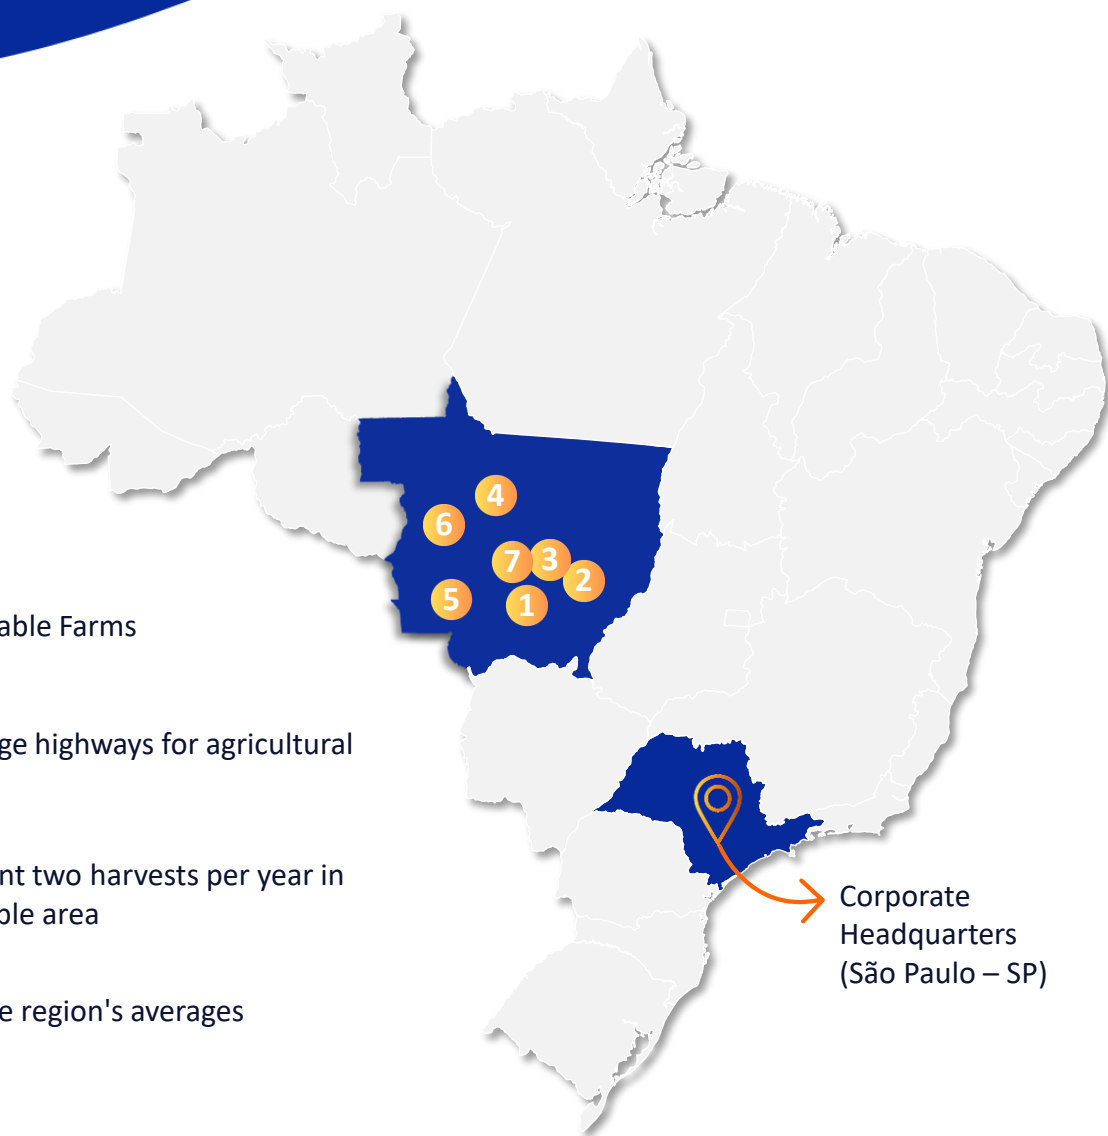 4
6
7
3
2
5
1
able Farms
ge highways for agricultural
nt two harvests per year in
ble area
e region's averages
Corporate
Headquarters
(São Paulo – SP)